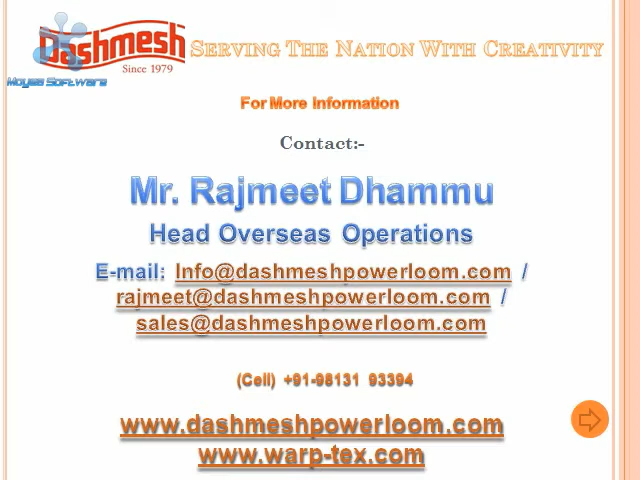 Dashmesh
Since 1979
Moyea Software
SERVING THE NATION WITH CREATIVITY
For More Information
Contact:-
Mr. Rajmeet Dhammu
Head Overseas Operations
E-mail: Info@dashmeshpowerloom.com /
rajmeet@dashmeshpowerloom.com /
sales@dashmeshpowerloom.com
(Cell) +91-98131 93394
www.dashmeshpowerloom.com
www.warp-tex.com